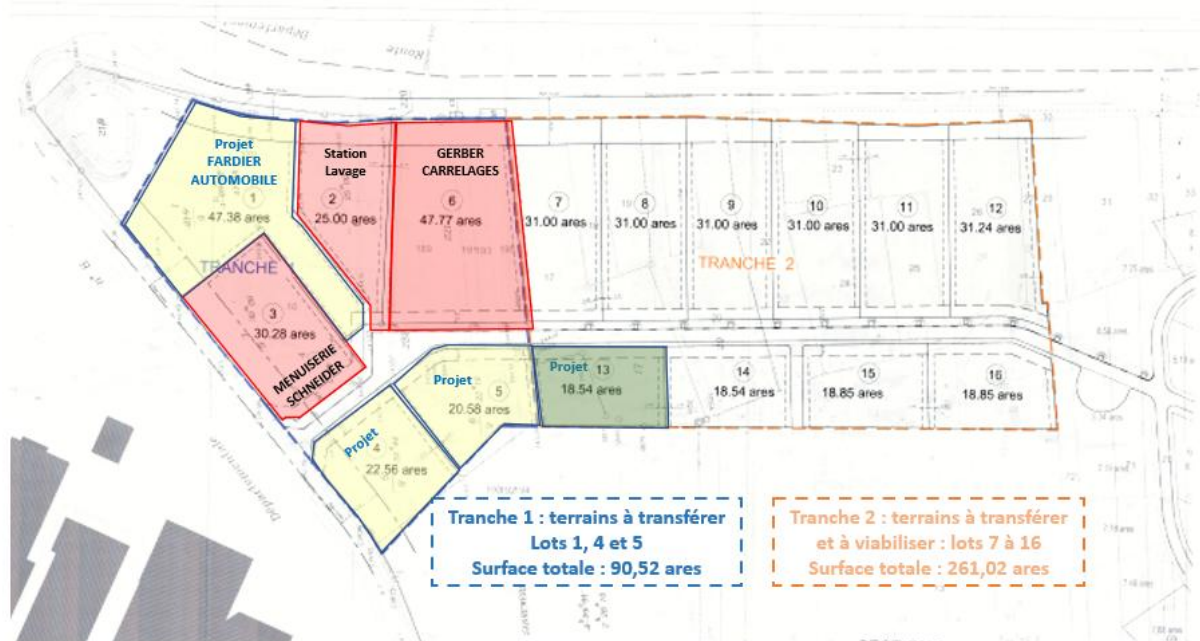 Départemental
Route
Projet
FARDIER
AUTOMOBILE
1
47.38 ares
Station
Lavage
2
25.00 ares
GERBER
CARRELAGES
6
47.77 ares
7
31.00 ares
8
31.00 ares
9
31.00 ares
10
31.00 ares
11
31.00 ares
12
31.24 ares
TRANCHE
TRANCHE 2
3
30.28 ares
MENUISERIE
SCHNEIDER
Projet
4
22.56 ares
Projet
5
20.58 ares
Projet 13
18.54 ares
14
18.54 ares
15
18.85 ares
16
18.85 ares
Départementale
Tranche 1 : terrains à transférer
Lots 1, 4 et 5
Surface totale : 90,52 ares
Tranche 2 : terrains à transférer
et à viabiliser : lots 7 à 16
Surface totale : 261,02 ares